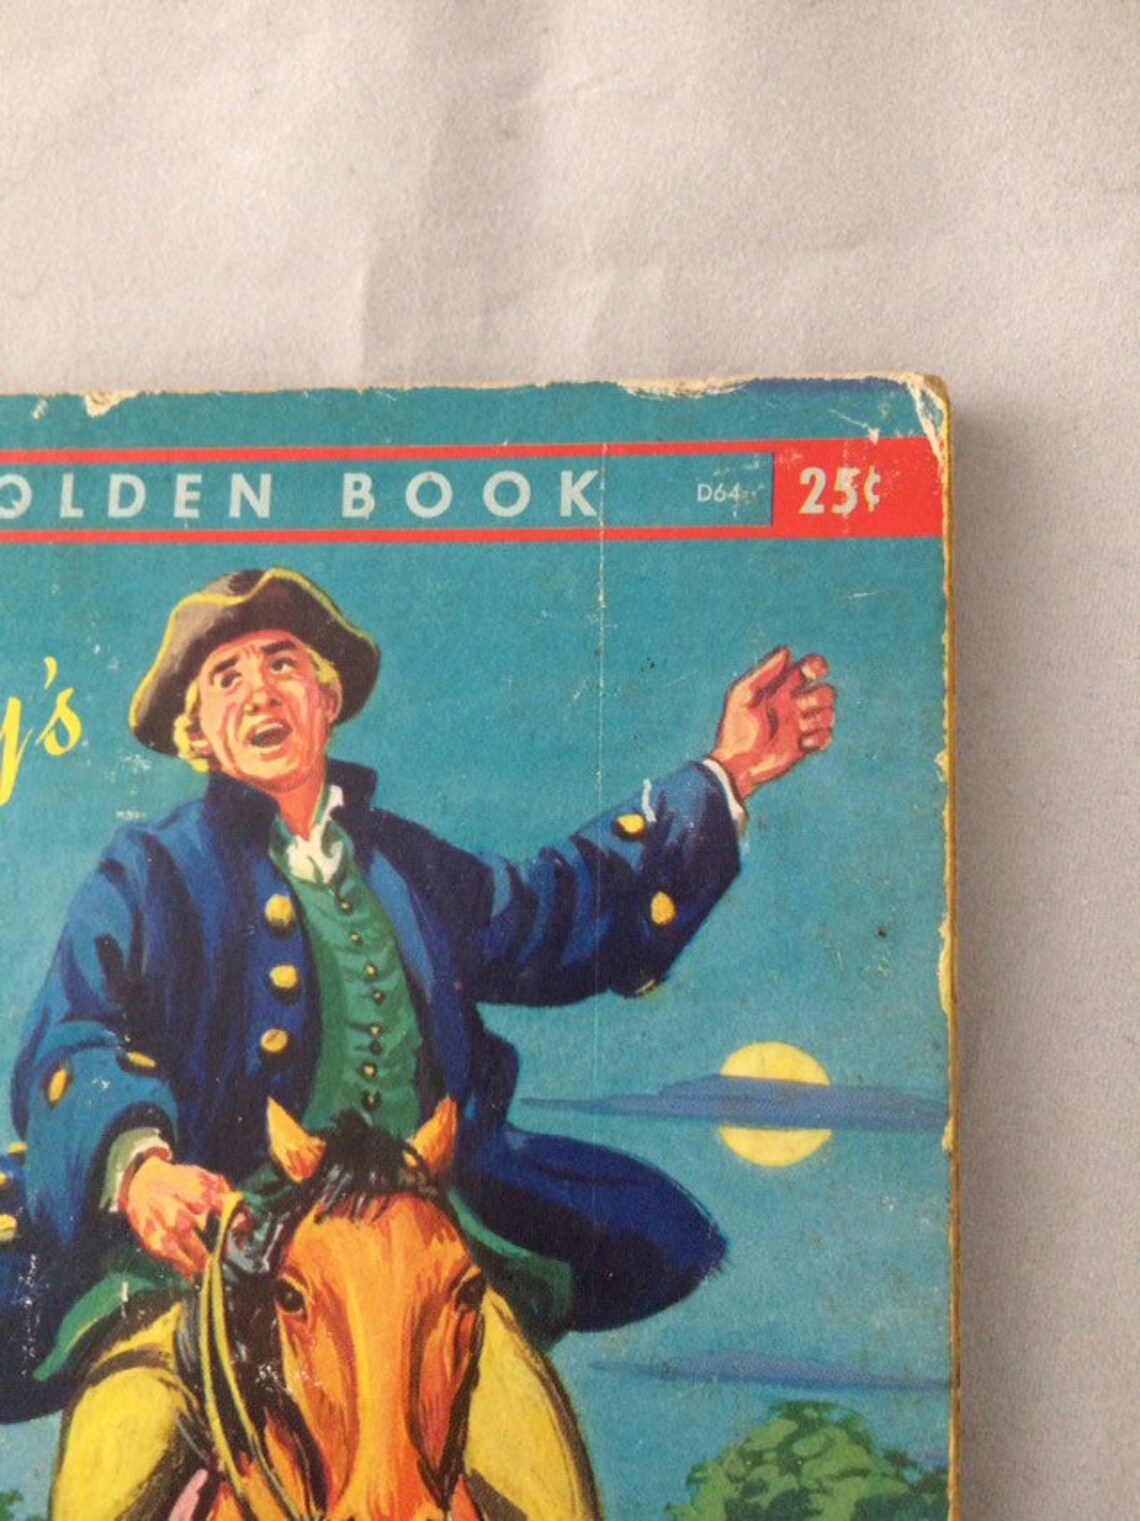 OLDEN BOOK D64 25¢
y's